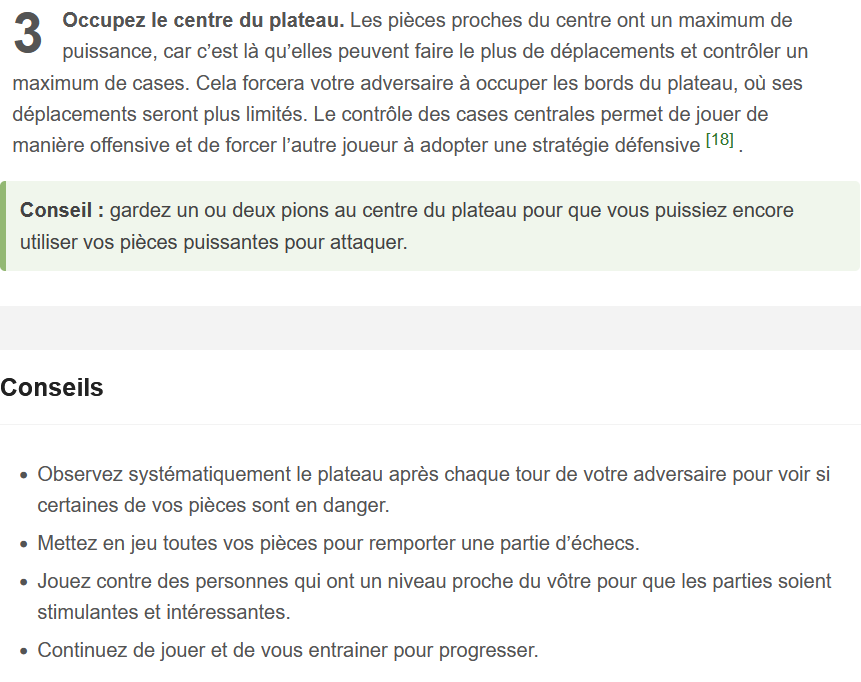 3 Occupez le centre du plateau. Les pièces proches du centre ont un maximum de
puissance, car c’est là qu’elles peuvent faire le plus de déplacements et contrôler un
maximum de cases. Cela forcera votre adversaire à occuper les bords du plateau, où ses
déplacements seront plus limités. Le contrôle des cases centrales permet de jouer de
manière offensive et de forcer l’autre joueur à adopter une stratégie défensive [18] .
Conseil : gardez un ou deux pions au centre du plateau pour que vous puissiez encore
utiliser vos pièces puissantes pour attaquer.
Conseils
• Observez systématiquement le plateau après chaque tour de votre adversaire pour voir si
certaines de vos pièces sont en danger.
• Mettez en jeu toutes vos pièces pour remporter une partie d’échecs.
• Jouez contre des personnes qui ont un niveau proche du vôtre pour que les parties soient
stimulantes et intéressantes.
• Continuez de jouer et de vous entrainer pour progresser.